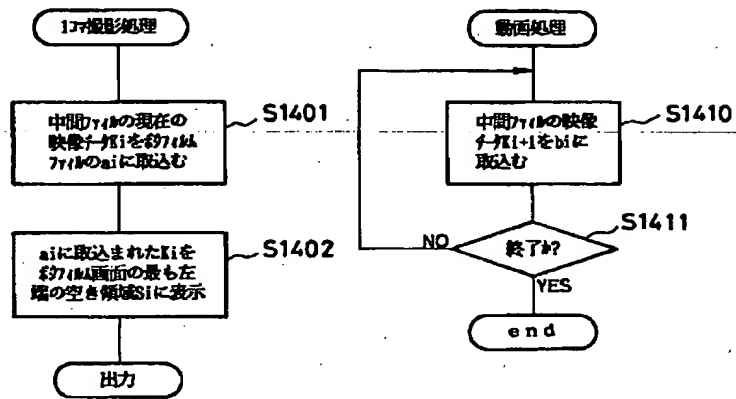 1コマ撮影処理
中間ファイルの現在の
映像データKiをポジフィルム
ファイルのaiに取込む
S1401
aiに取込まれたKiを
ポジフィルム画面の最も左
端の空き領域Siに表示
S1402
出力
動画処理
中間ファイルの映像
データKi+1をbiに
取込む
S1410
終了か?
S1411
NO
YES
end